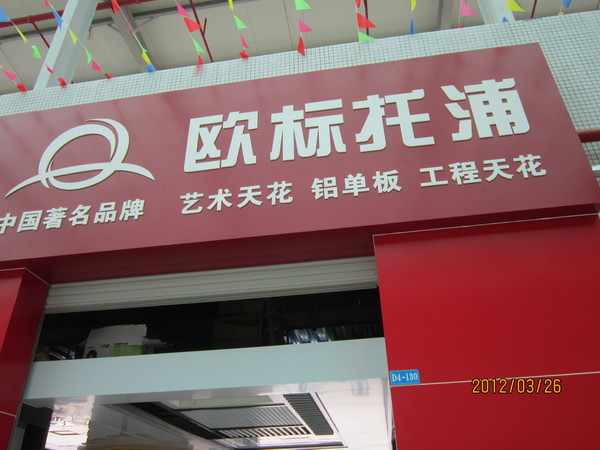 欧标托浦
中国著名品牌
艺术天花 铝单板 工程天花
D4-130
2012/03/26